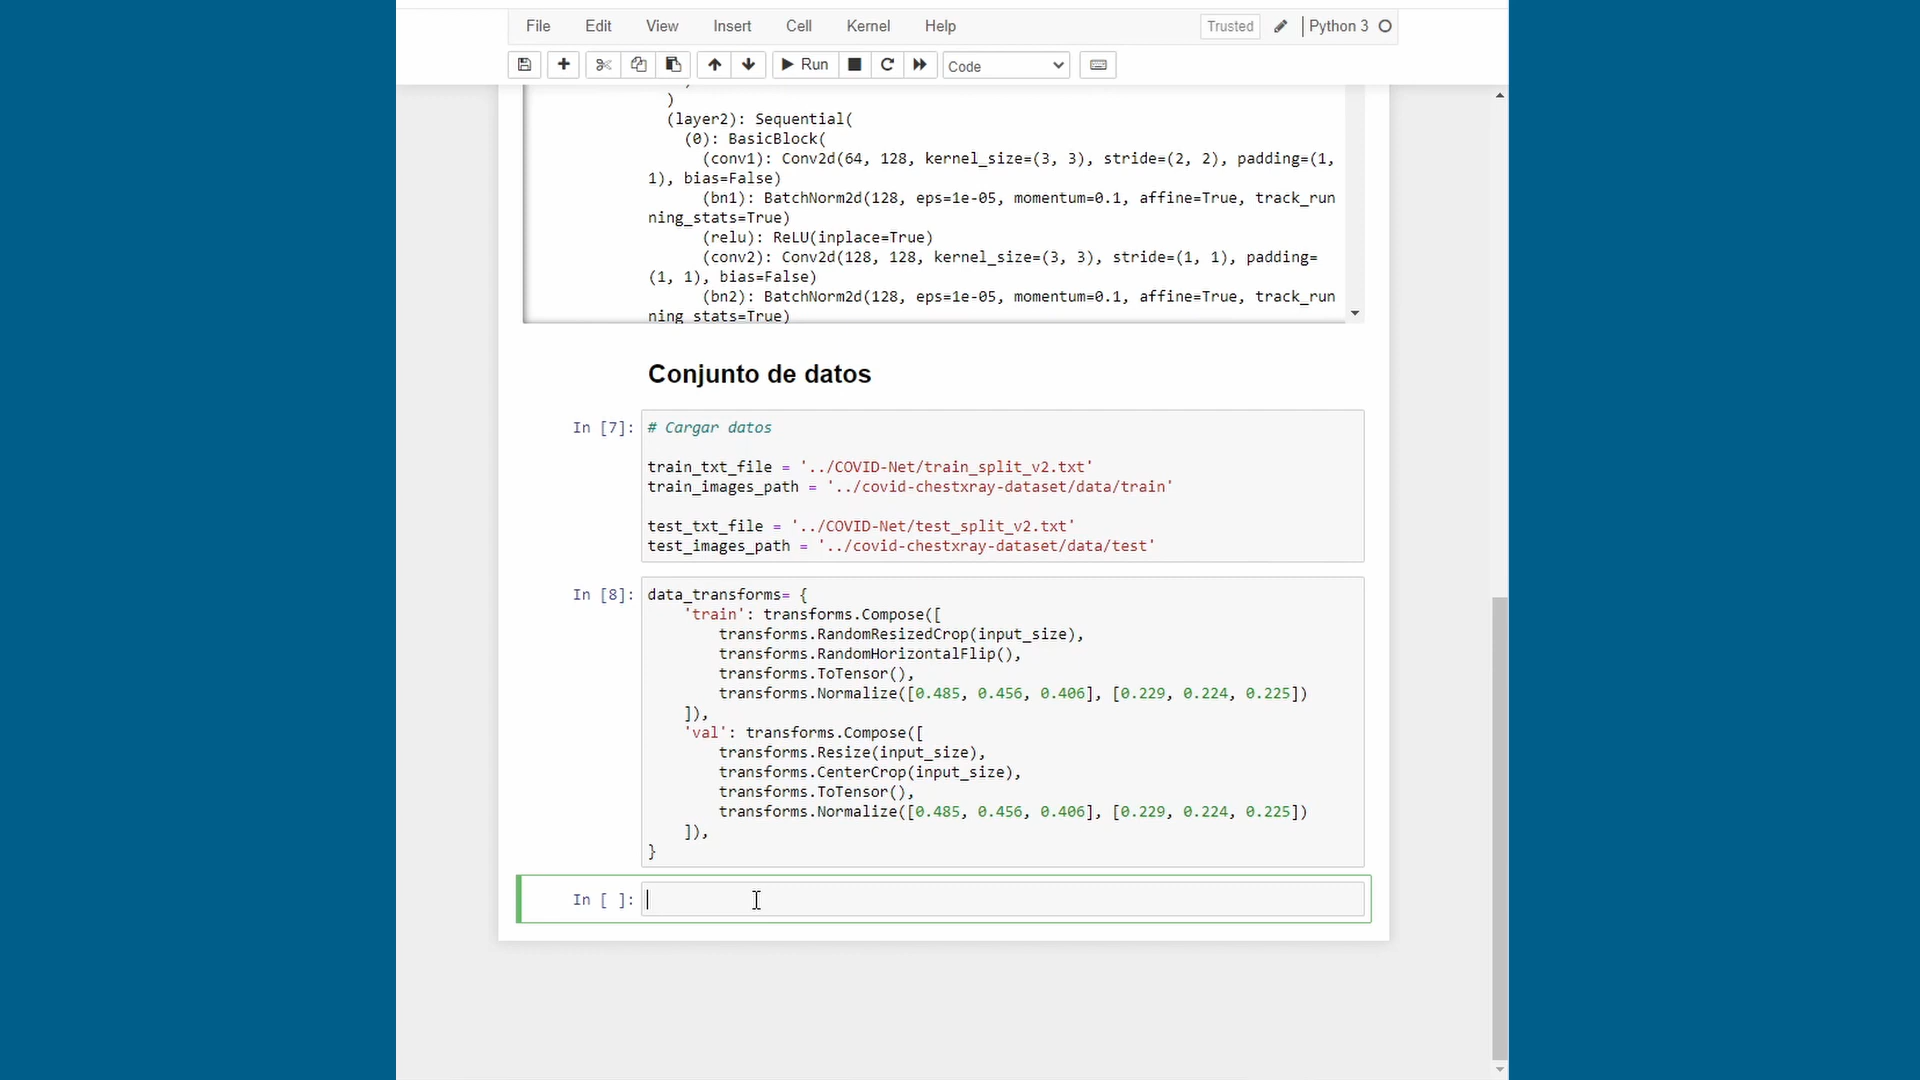 File Edit View Insert Cell Kernel Help Trusted Python 3
Run Code
)
(layer2): Sequential(
(0): BasicBlock(
(conv1): Conv2d(64, 128, kernel_size=(3, 3), stride=(2, 2), padding=(1,
1), bias=False)
(bn1): BatchNorm2d(128, eps=1e-05, momentum=0.1, affine=True, track_run
ning_stats=True)
(relu): ReLU(inplace=True)
(conv2): Conv2d(128, 128, kernel_size=(3, 3), stride=(1, 1), padding=
(1, 1), bias=False)
(bn2): BatchNorm2d(128, eps=1e-05, momentum=0.1, affine=True, track_run
ning_stats=True)
Conjunto de datos
In [7]: # Cargar datos
train_txt_file = '../COVID-Net/train_split_v2.txt'
train_images_path = '../covid-chestxray-dataset/data/train'
test_txt_file = '../COVID-Net/test_split_v2.txt'
test_images_path = '../covid-chestxray-dataset/data/test'
In [8]: data_transforms= {
'train': transforms.Compose([
transforms.RandomResizedCrop(input_size),
transforms.RandomHorizontalFlip(),
transforms.ToTensor(),
transforms.Normalize([0.485, 0.456, 0.406], [0.229, 0.224, 0.225])
]),
'val': transforms.Compose([
transforms.Resize(input_size),
transforms.CenterCrop(input_size),
transforms.ToTensor(),
transforms.Normalize([0.485, 0.456, 0.406], [0.229, 0.224, 0.225])
]),
}
In [ ]: